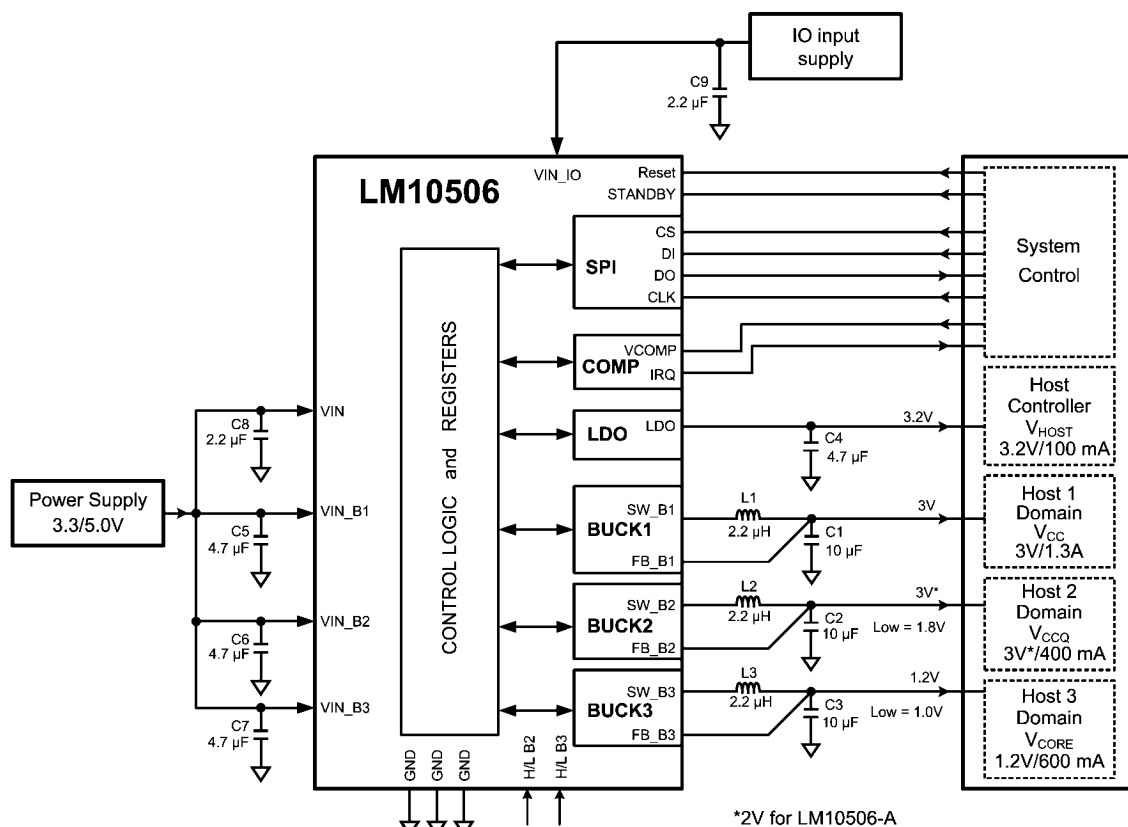 IO input
supply
C9
2.2 µF
VIN_IO
LM10506
Reset
STANDBY
CS
DI
DO
CLK
SPI
System
Control
VCOMP
IRQ
COMP
CONTROL LOGIC and REGISTERS
LDO
LDO
3.2V
C4
4.7 µF
Host
Controller
VHOST
3.2V/100 mA
VIN
C8
2.2 µF
Power Supply
3.3/5.0V
VIN_B1
C5
4.7 µF
SW_B1
BUCK1
FB_B1
L1
2.2 µH
C1
10 µF
3V
Host 1
Domain
VCC
3V/1.3A
VIN_B2
C6
4.7 µF
SW_B2
BUCK2
FB_B2
L2
2.2 µH
C2
10 µF
3V*
Low = 1.8V
Host 2
Domain
VCCQ
3V*/400 mA
VIN_B3
C7
4.7 µF
SW_B3
BUCK3
FB_B3
L3
2.2 µH
C3
10 µF
1.2V
Low = 1.0V
Host 3
Domain
VCORE
1.2V/600 mA
GND
GND
GND
H/L B2
H/L B3
*2V for LM10506-A